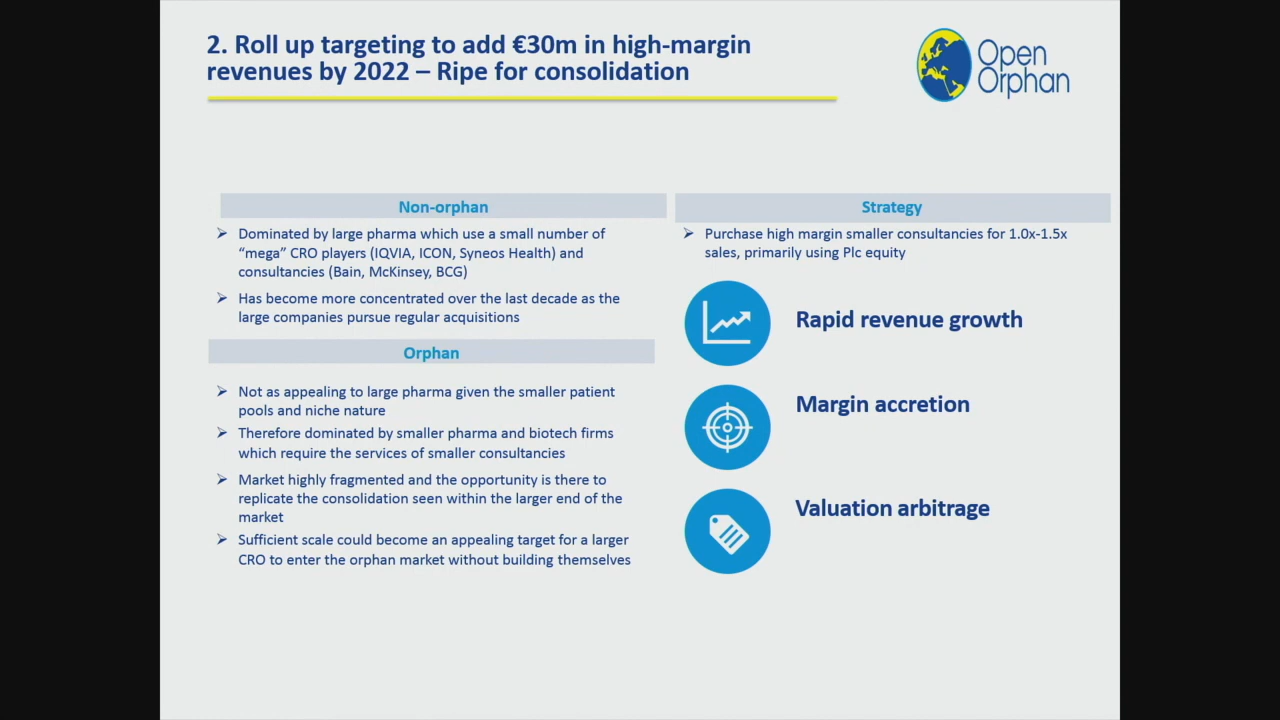 2. Roll up targeting to add €30m in high-margin
revenues by 2022 – Ripe for consolidation
Open
Orphan
Non-orphan
➢ Dominated by large pharma which use a small number of
“mega” CRO players (IQVIA, ICON, Syneos Health) and
consultancies (Bain, McKinsey, BCG)
➢ Has become more concentrated over the last decade as the
large companies pursue regular acquisitions
Orphan
➢ Not as appealing to large pharma given the smaller patient
pools and niche nature
➢ Therefore dominated by smaller pharma and biotech firms
which require the services of smaller consultancies
➢ Market highly fragmented and the opportunity is there to
replicate the consolidation seen within the larger end of the
market
➢ Sufficient scale could become an appealing target for a larger
CRO to enter the orphan market without building themselves
Strategy
➢ Purchase high margin smaller consultancies for 1.0x-1.5x
sales, primarily using Plc equity
Rapid revenue growth
Margin accretion
Valuation arbitrage